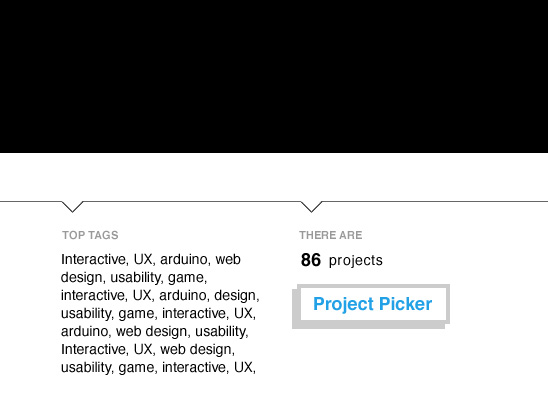 TOP TAGS
Interactive, UX, arduino, web
design, usability, game,
interactive, UX, arduino, design,
usability, game, interactive, UX,
arduino, web design, usability,
Interactive, UX, web design,
usability, game, interactive, UX,
THERE ARE
86 projects
Project Picker